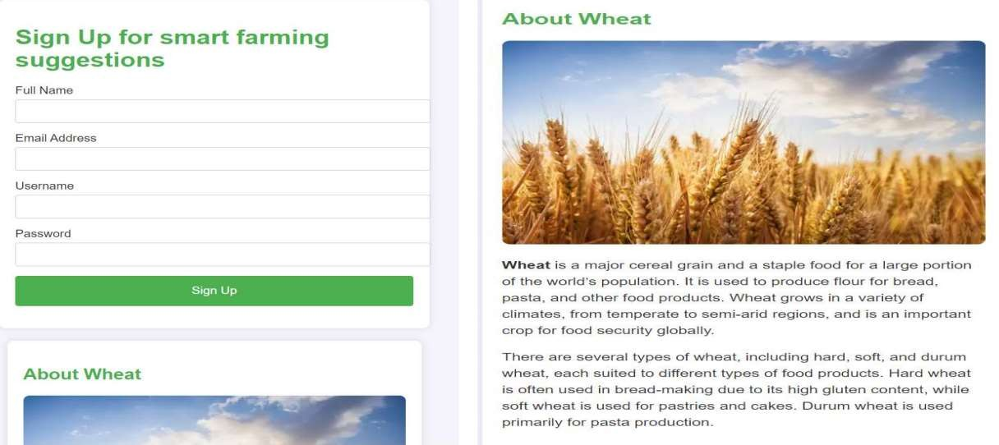 Sign Up for smart farming
suggestions
Full Name
Email Address
Username
Password
Sign Up
About Wheat
About Wheat
Wheat is a major cereal grain and a staple food for a large portion
of the world's population. It is used to produce flour for bread,
pasta, and other food products. Wheat grows in a variety of
climates, from temperate to semi-arid regions, and is an important
crop for food security globally.
There are several types of wheat, including hard, soft, and durum
wheat, each suited to different types of food products. Hard wheat
is often used in bread-making due to its high gluten content, while
soft wheat is used for pastries and cakes. Durum wheat is used
primarily for pasta production.